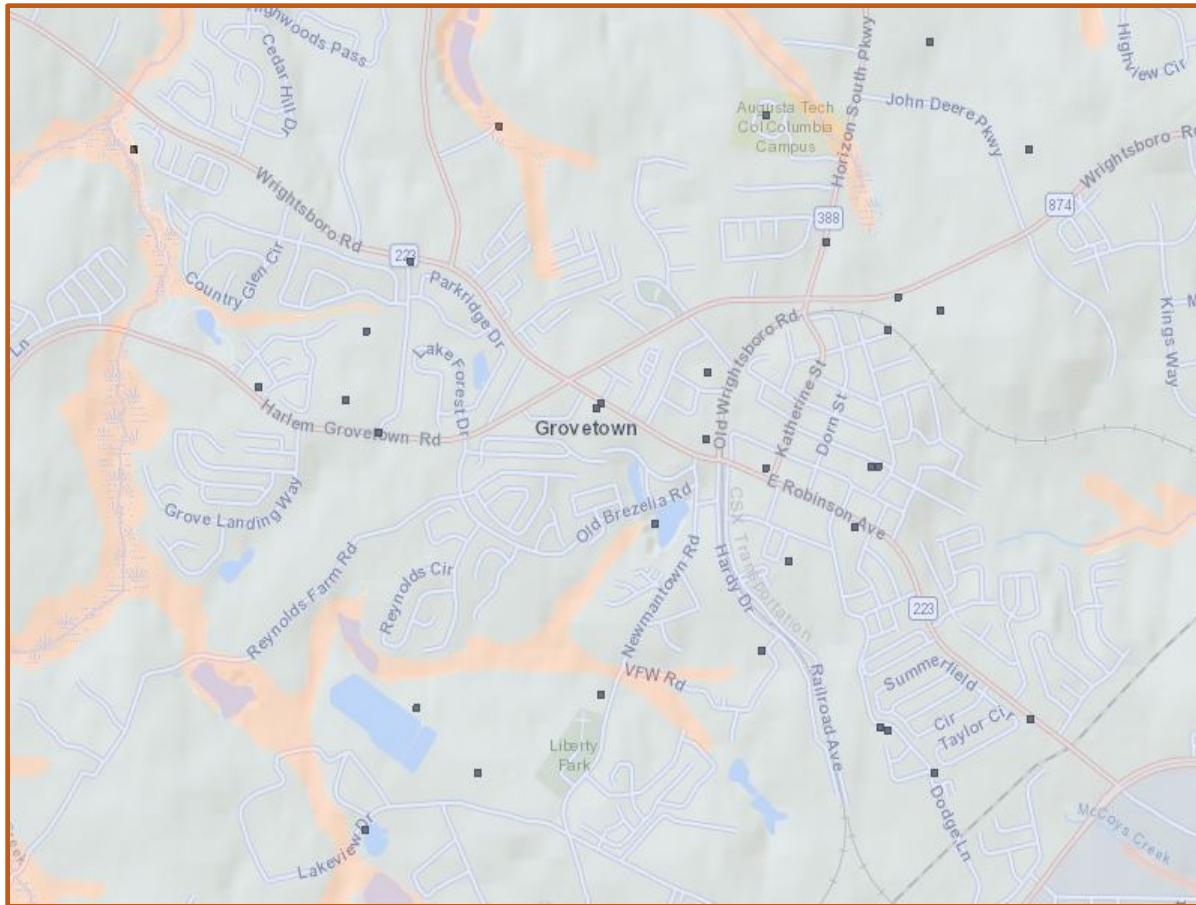 Highwoods Pass
Cedar Hill Dr
Highview Cir
Horizon South Pkwy
John Deere Pkwy
Augusta Tech
Col Columbia
Campus
Wrightsboro Rd
874
388
Wrightsboro Rd
223
Country Glen Cir
Parkridge Dr
Kings Way
M
Ln
Lake Forest Dr
Old Wrightsboro Rd
Katherine St
Dorn St
Harlem Grovetown Rd
Grovetown
E Robinson Ave
Grove Landing Way
Old Brezelia Rd
CSX Transportation
Reynolds Farm Rd
Reynolds Cir
Newmantown Rd
Hardy Dr
223
VFW Rd
Summerfield
Cir
Taylor Cir
Railroad Ave
Liberty
Park
Dodge Ln
Lakeview Dr
McCoys Creek
Creek